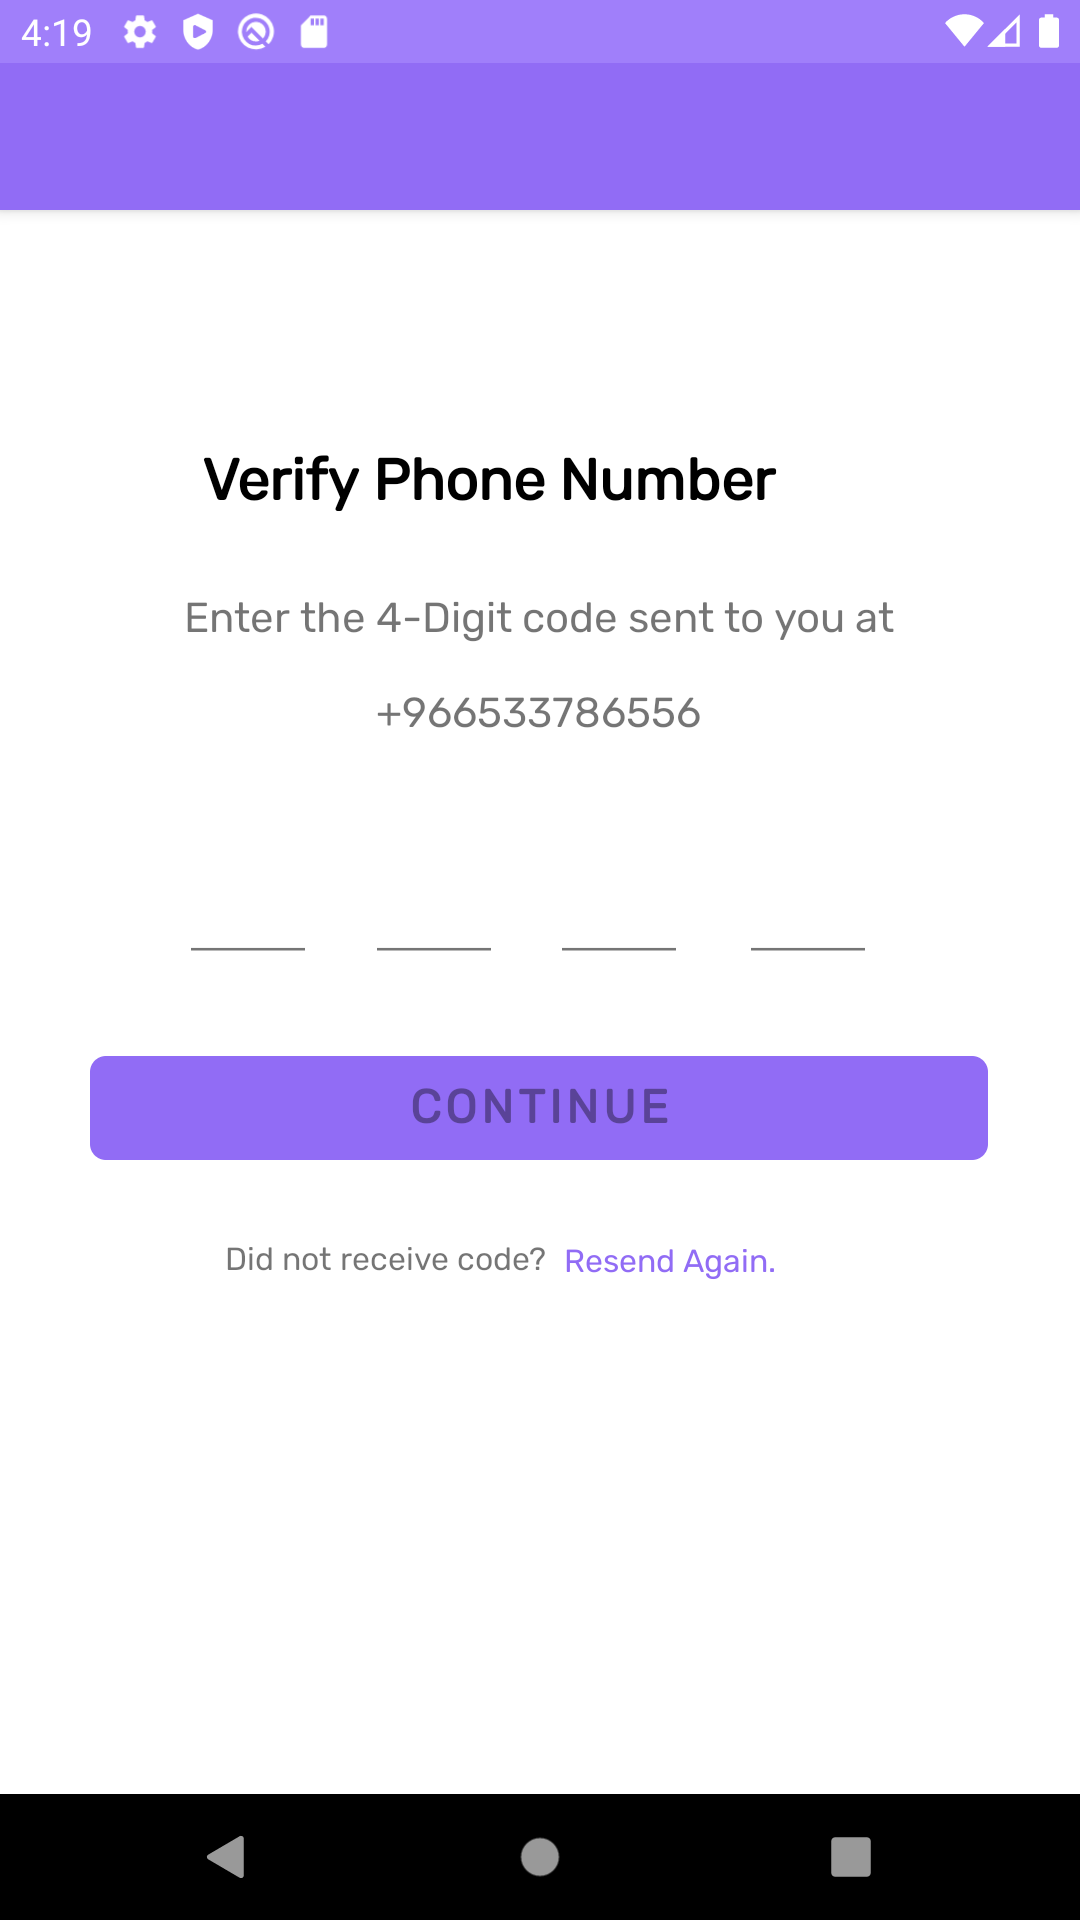 4:19
Verify Phone Number
Enter the 4-Digit code sent to you at
+966533786556
CONTINUE
Did not receive code? Resend Again.